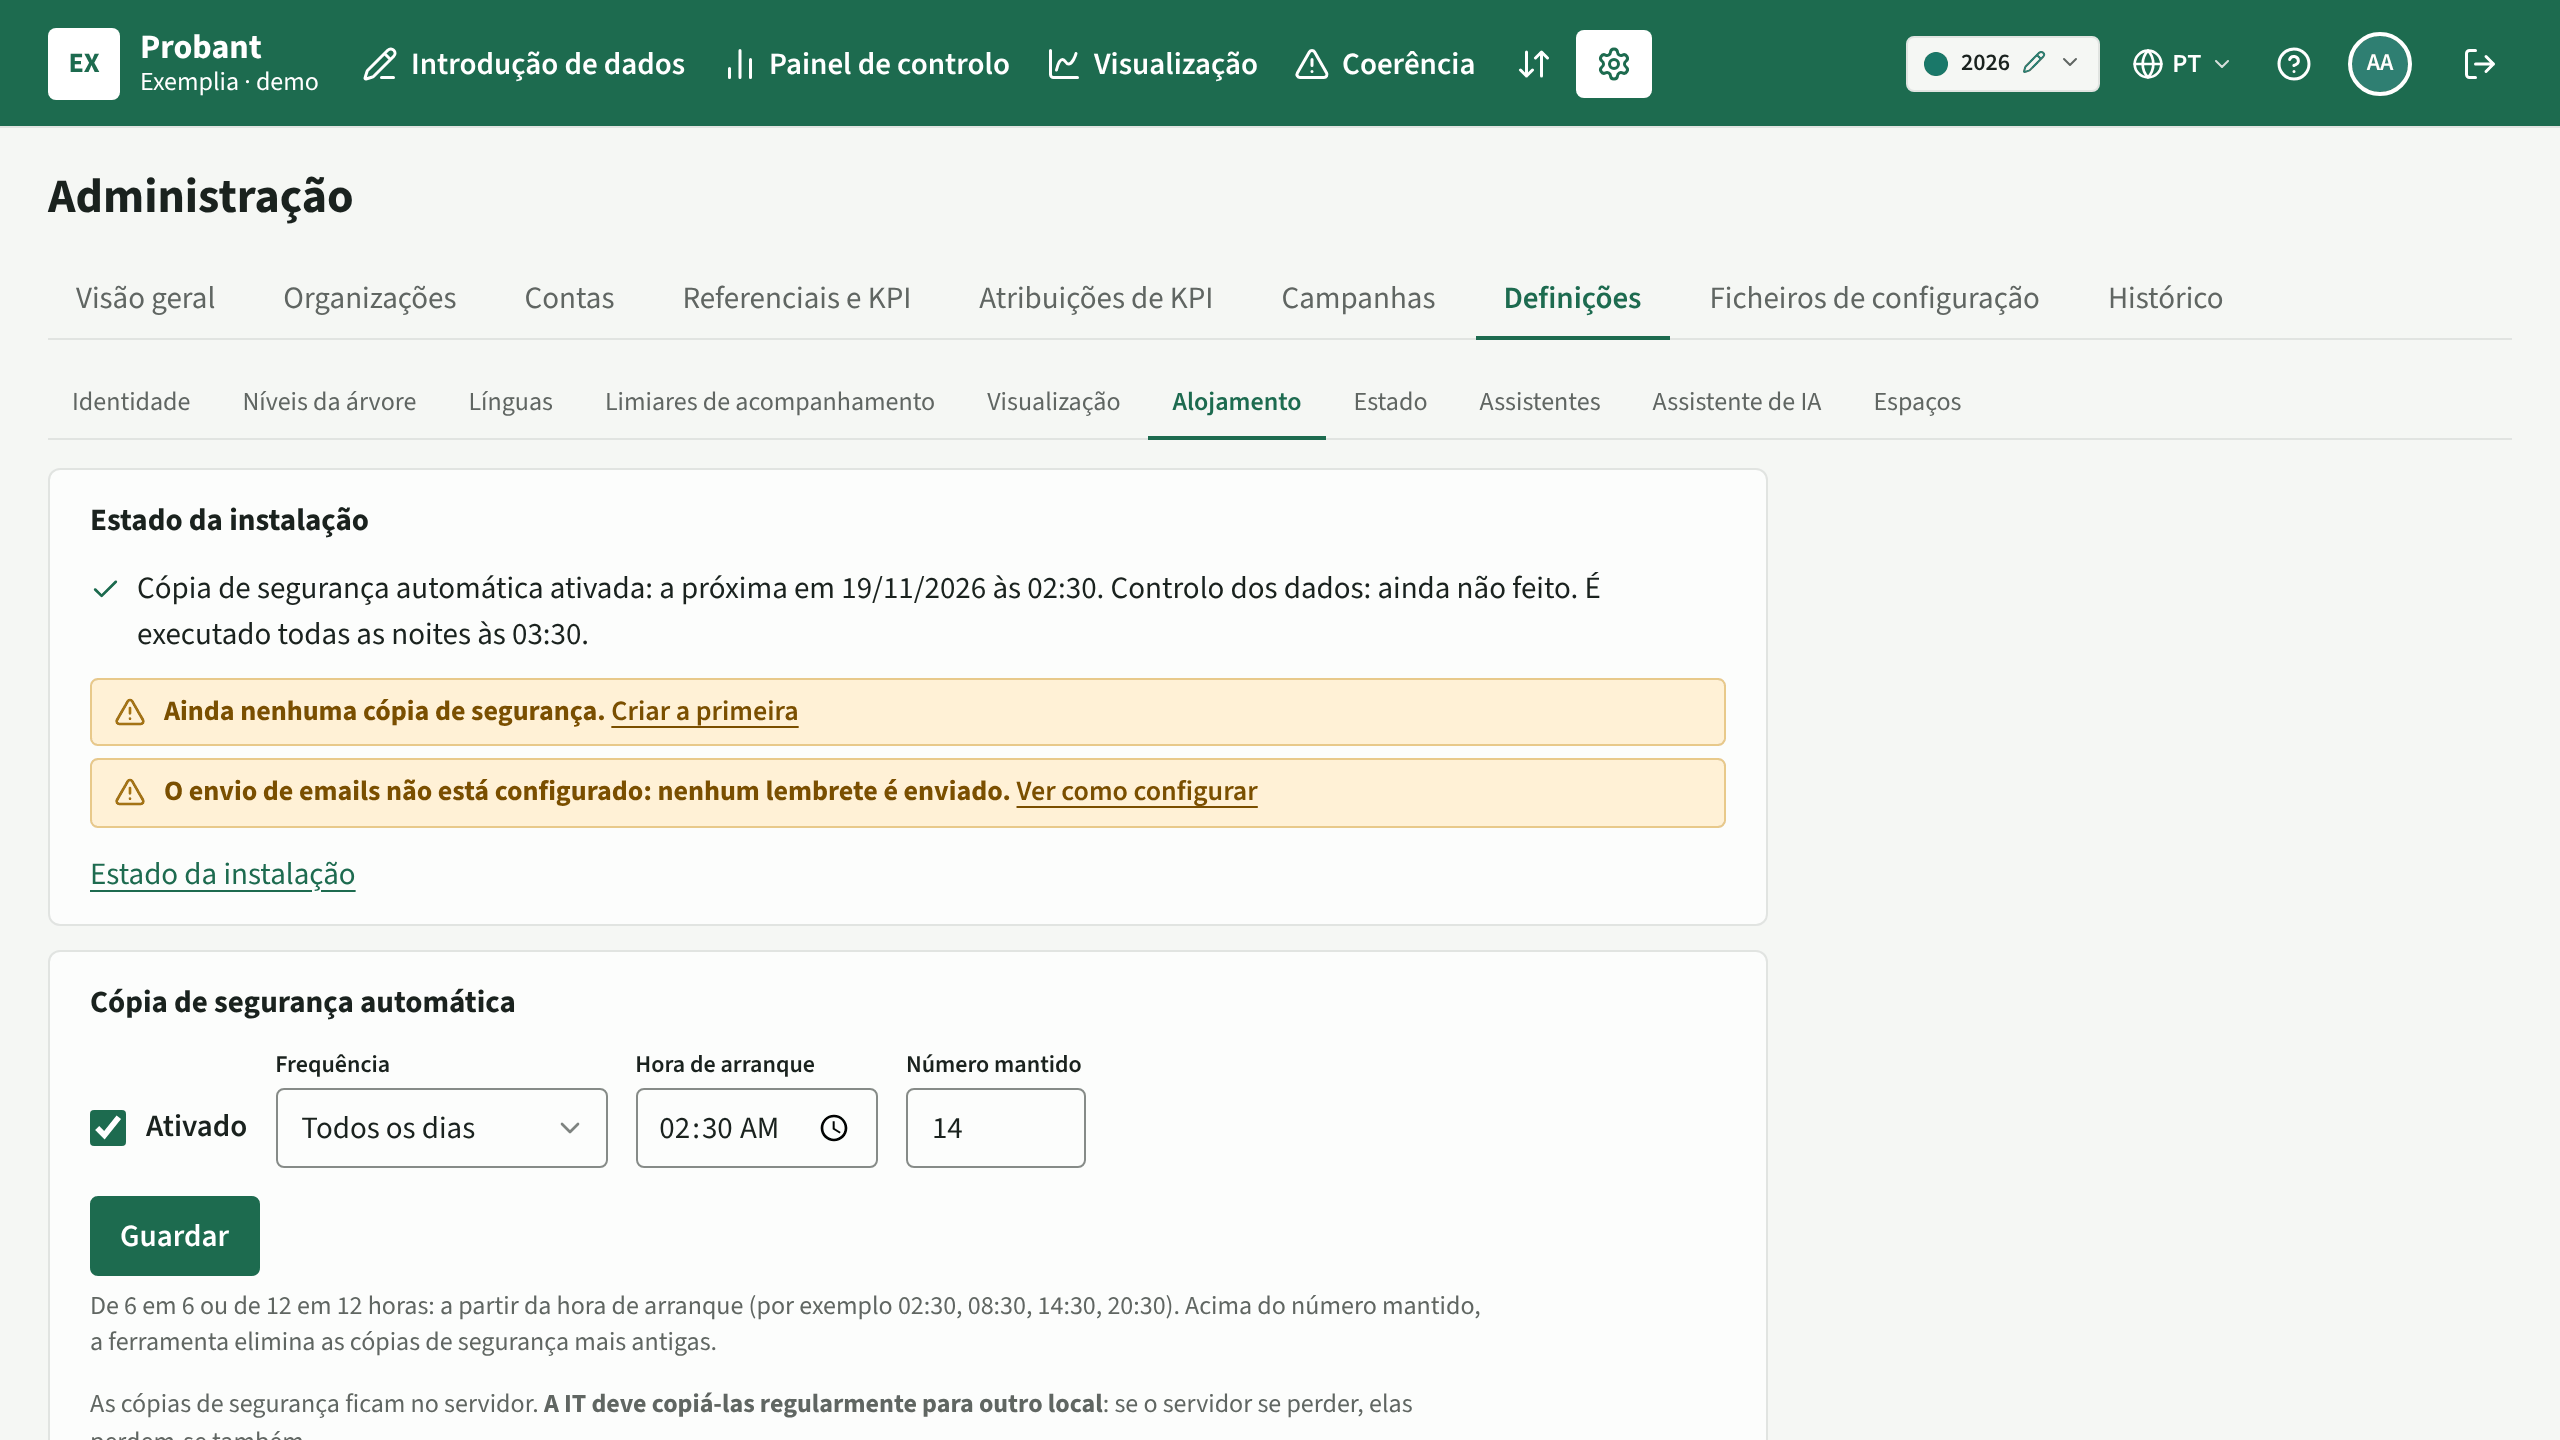 EX
Probant
Exemplia · demo
Introdução de dados
Painel de controlo
Visualização
Coerência
2026
PT
AA
Administração
Visão geral
Organizações
Contas
Referenciais e KPI
Atribuições de KPI
Campanhas
Definições
Ficheiros de configuração
Histórico
Identidade
Níveis da árvore
Línguas
Limiares de acompanhamento
Visualização
Alojamento
Estado
Assistentes
Assistente de IA
Espaços
Estado da instalação
Cópia de segurança automática ativada: a próxima em 19/11/2026 às 02:30. Controlo dos dados: ainda não feito. É
executado todas as noites às 03:30.
Ainda nenhuma cópia de segurança. Criar a primeira
O envio de emails não está configurado: nenhum lembrete é enviado. Ver como configurar
Estado da instalação
Cópia de segurança automática
Frequência
Hora de arranque
Número mantido
Ativado
Todos os dias
02:30 AM
14
Guardar
De 6 em 6 ou de 12 em 12 horas: a partir da hora de arranque (por exemplo 02:30, 08:30, 14:30, 20:30). Acima do número mantido,
a ferramenta elimina as cópias de segurança mais antigas.
As cópias de segurança ficam no servidor. A IT deve copiá-las regularmente para outro local: se o servidor se perder, elas
perdem-se também.